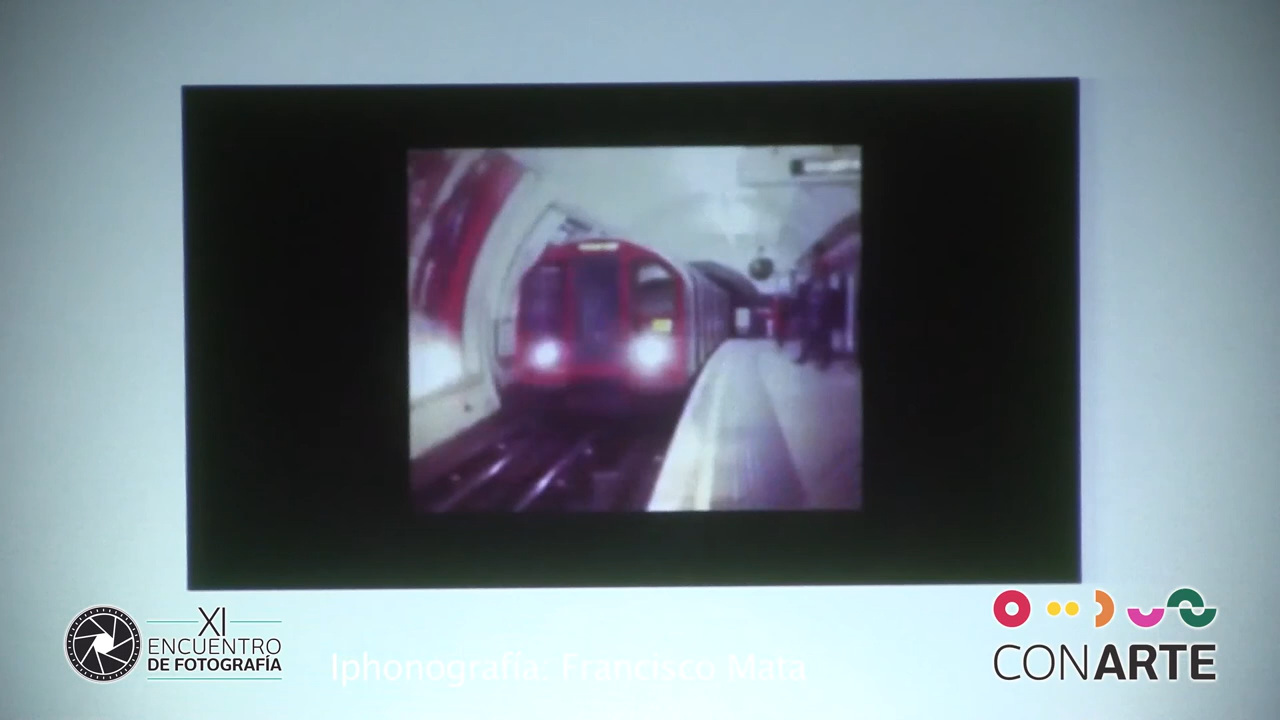 XI
ENCUENTRO
DE FOTOGRAFÍA
Iphonografía Francisco Mata
CONARTE